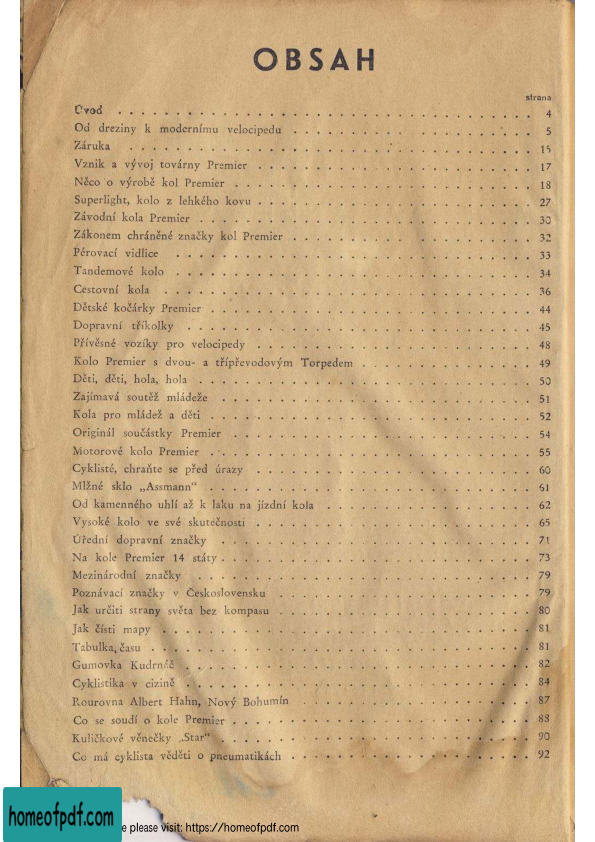 OBSAH
strana
Úvod . . . . . . . . . . . . . . . . . . . . . . . . . . . . . . 4
Od dreziny k modernímu velocipedu . . . . . . . . . . . . . . . . . . 5
Záruka . . . . . . . . . . . . . . . . . . . . . . . . . . . . . 15
Vznik a vývoj továrny Premier . . . . . . . . . . . . . . . . . . . . 17
Něco o výrobě kol Premier . . . . . . . . . . . . . . . . . . . . . . 18
Superlight, kolo z lehkého kovu . . . . . . . . . . . . . . . . . . . . 27
Závodní kola Premier . . . . . . . . . . . . . . . . . . . . . . . . 30
Zákonem chráněné značky kol Premier . . . . . . . . . . . . . . . . . . 32
Pérovací vidlice . . . . . . . . . . . . . . . . . . . . . . . . . . 33
Tandemové kolo . . . . . . . . . . . . . . . . . . . . . . . . . . 34
Cestovní kola . . . . . . . . . . . . . . . . . . . . . . . . . . . 36
Dětské kočárky Premier . . . . . . . . . . . . . . . . . . . . . . . 44
Dopravní tříkolky . . . . . . . . . . . . . . . . . . . . . . . . . 45
Přívěsné vozíky pro velocipedy . . . . . . . . . . . . . . . . . . . . 48
Kolo Premier s dvou- a třípřevodovým Torpedem . . . . . . . . . . . . . 49
Děti, děti, hola, hola . . . . . . . . . . . . . . . . . . . . . . . . 50
Zajímavá soutěž mládeže . . . . . . . . . . . . . . . . . . . . . . . 51
Kola pro mládež a děti . . . . . . . . . . . . . . . . . . . . . . . . 52
Originál součástky Premier . . . . . . . . . . . . . . . . . . . . . . 54
Motorové kolo Premier . . . . . . . . . . . . . . . . . . . . . . . . 55
Cyklisté, chraňte se před úrazy . . . . . . . . . . . . . . . . . . . . 60
Mlžné sklo „Assmann“ . . . . . . . . . . . . . . . . . . . . . . . . 61
Od kamenného uhlí až k laku na jízdní kola . . . . . . . . . . . . . . . 62
Vysoké kolo ve své skutečnosti . . . . . . . . . . . . . . . . . . . . 65
Úřední dopravní značky . . . . . . . . . . . . . . . . . . . . . . . 71
Na kole Premier 14 státy . . . . . . . . . . . . . . . . . . . . . . . 73
Mezinárodní značky . . . . . . . . . . . . . . . . . . . . . . . . . 79
Poznávací značky v Československu . . . . . . . . . . . . . . . . . . . 79
Jak určiti strany světa bez kompasu . . . . . . . . . . . . . . . . . . . 80
Jak čísti mapy . . . . . . . . . . . . . . . . . . . . . . . . . . . 81
Tabulka času . . . . . . . . . . . . . . . . . . . . . . . . . . . . 81
Gumovka Kudrnáč . . . . . . . . . . . . . . . . . . . . . . . . . . 82
Cyklistika v cizině . . . . . . . . . . . . . . . . . . . . . . . . . . 84
Rourovna Albert Hahn, Nový Bohumín . . . . . . . . . . . . . . . . . . 87
Co se soudí o kole Premier . . . . . . . . . . . . . . . . . . . . . . 88
Kuličkové věnečky „Star“ . . . . . . . . . . . . . . . . . . . . . . . 90
Co má cyklista věděti o pneumatikách . . . . . . . . . . . . . . . . . . 92
homeofpdf.com
e please visit: https://homeofpdf.com